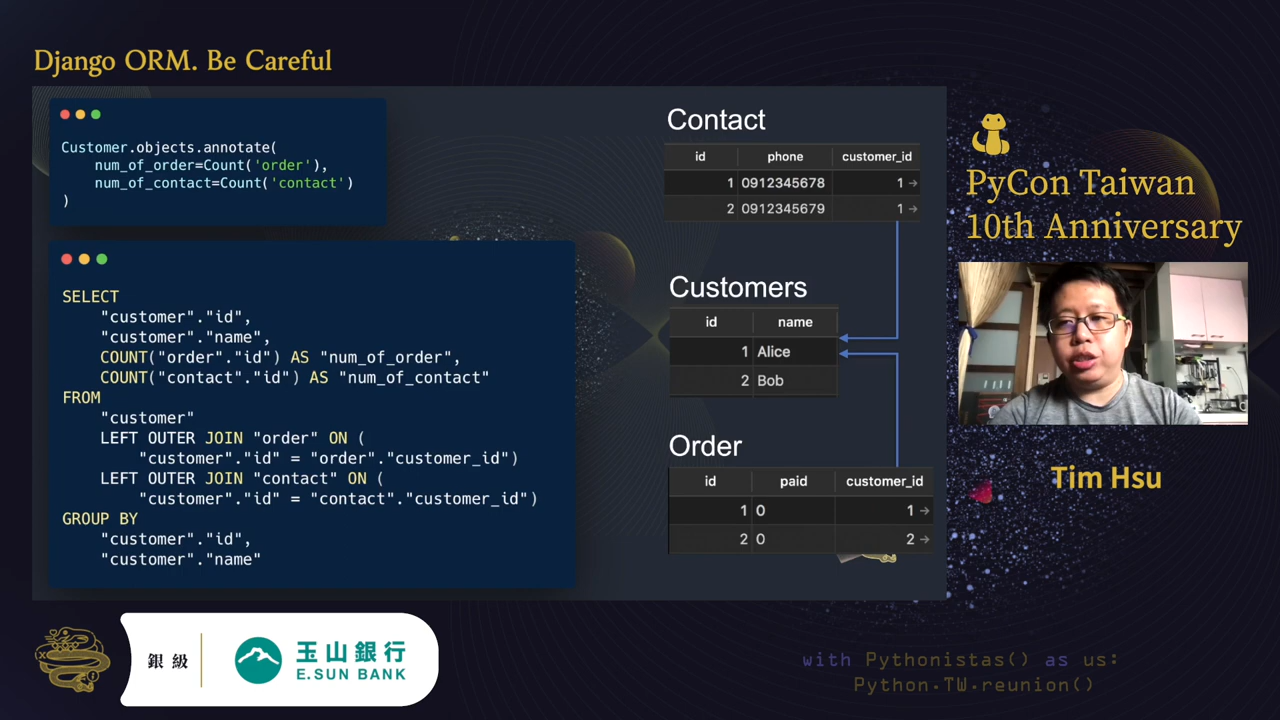 Django ORM. Be Careful
Customer.objects.annotate(
    num_of_order=Count('order'),
    num_of_contact=Count('contact')
)
SELECT
    "customer"."id",
    "customer"."name",
    COUNT("order"."id") AS "num_of_order",
    COUNT("contact"."id") AS "num_of_contact"
FROM
    "customer"
    LEFT OUTER JOIN "order" ON (
        "customer"."id" = "order"."customer_id")
    LEFT OUTER JOIN "contact" ON (
        "customer"."id" = "contact"."customer_id")
GROUP BY
    "customer"."id",
    "customer"."name"
Contact
id phone customer_id
1 0912345678 1 →
2 0912345679 1 →
Customers
id name
1 Alice
2 Bob
Order
id paid customer_id
1 0 1 →
2 0 2 →
PyCon Taiwan
10th Anniversary
Tim Hsu
銀級
玉山銀行
E.SUN BANK
with Pythonistas() as us:
Python.TW.reunion()